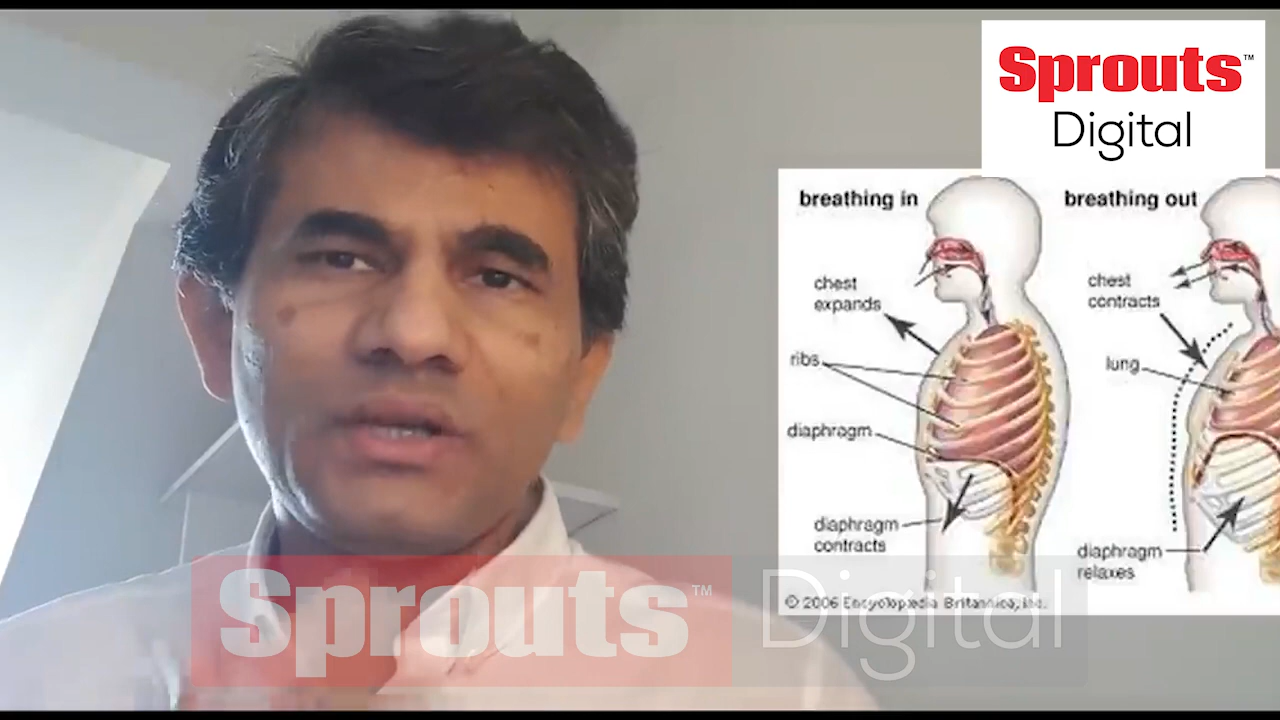 Sprouts™
Digital
breathing in
breathing out
chest
expands
chest
contracts
ribs
lung
diaphragm
diaphragm
contracts
diaphragm
relaxes
© 2006 Encyclopædia Britannica, Inc.
Sprouts™ Digital